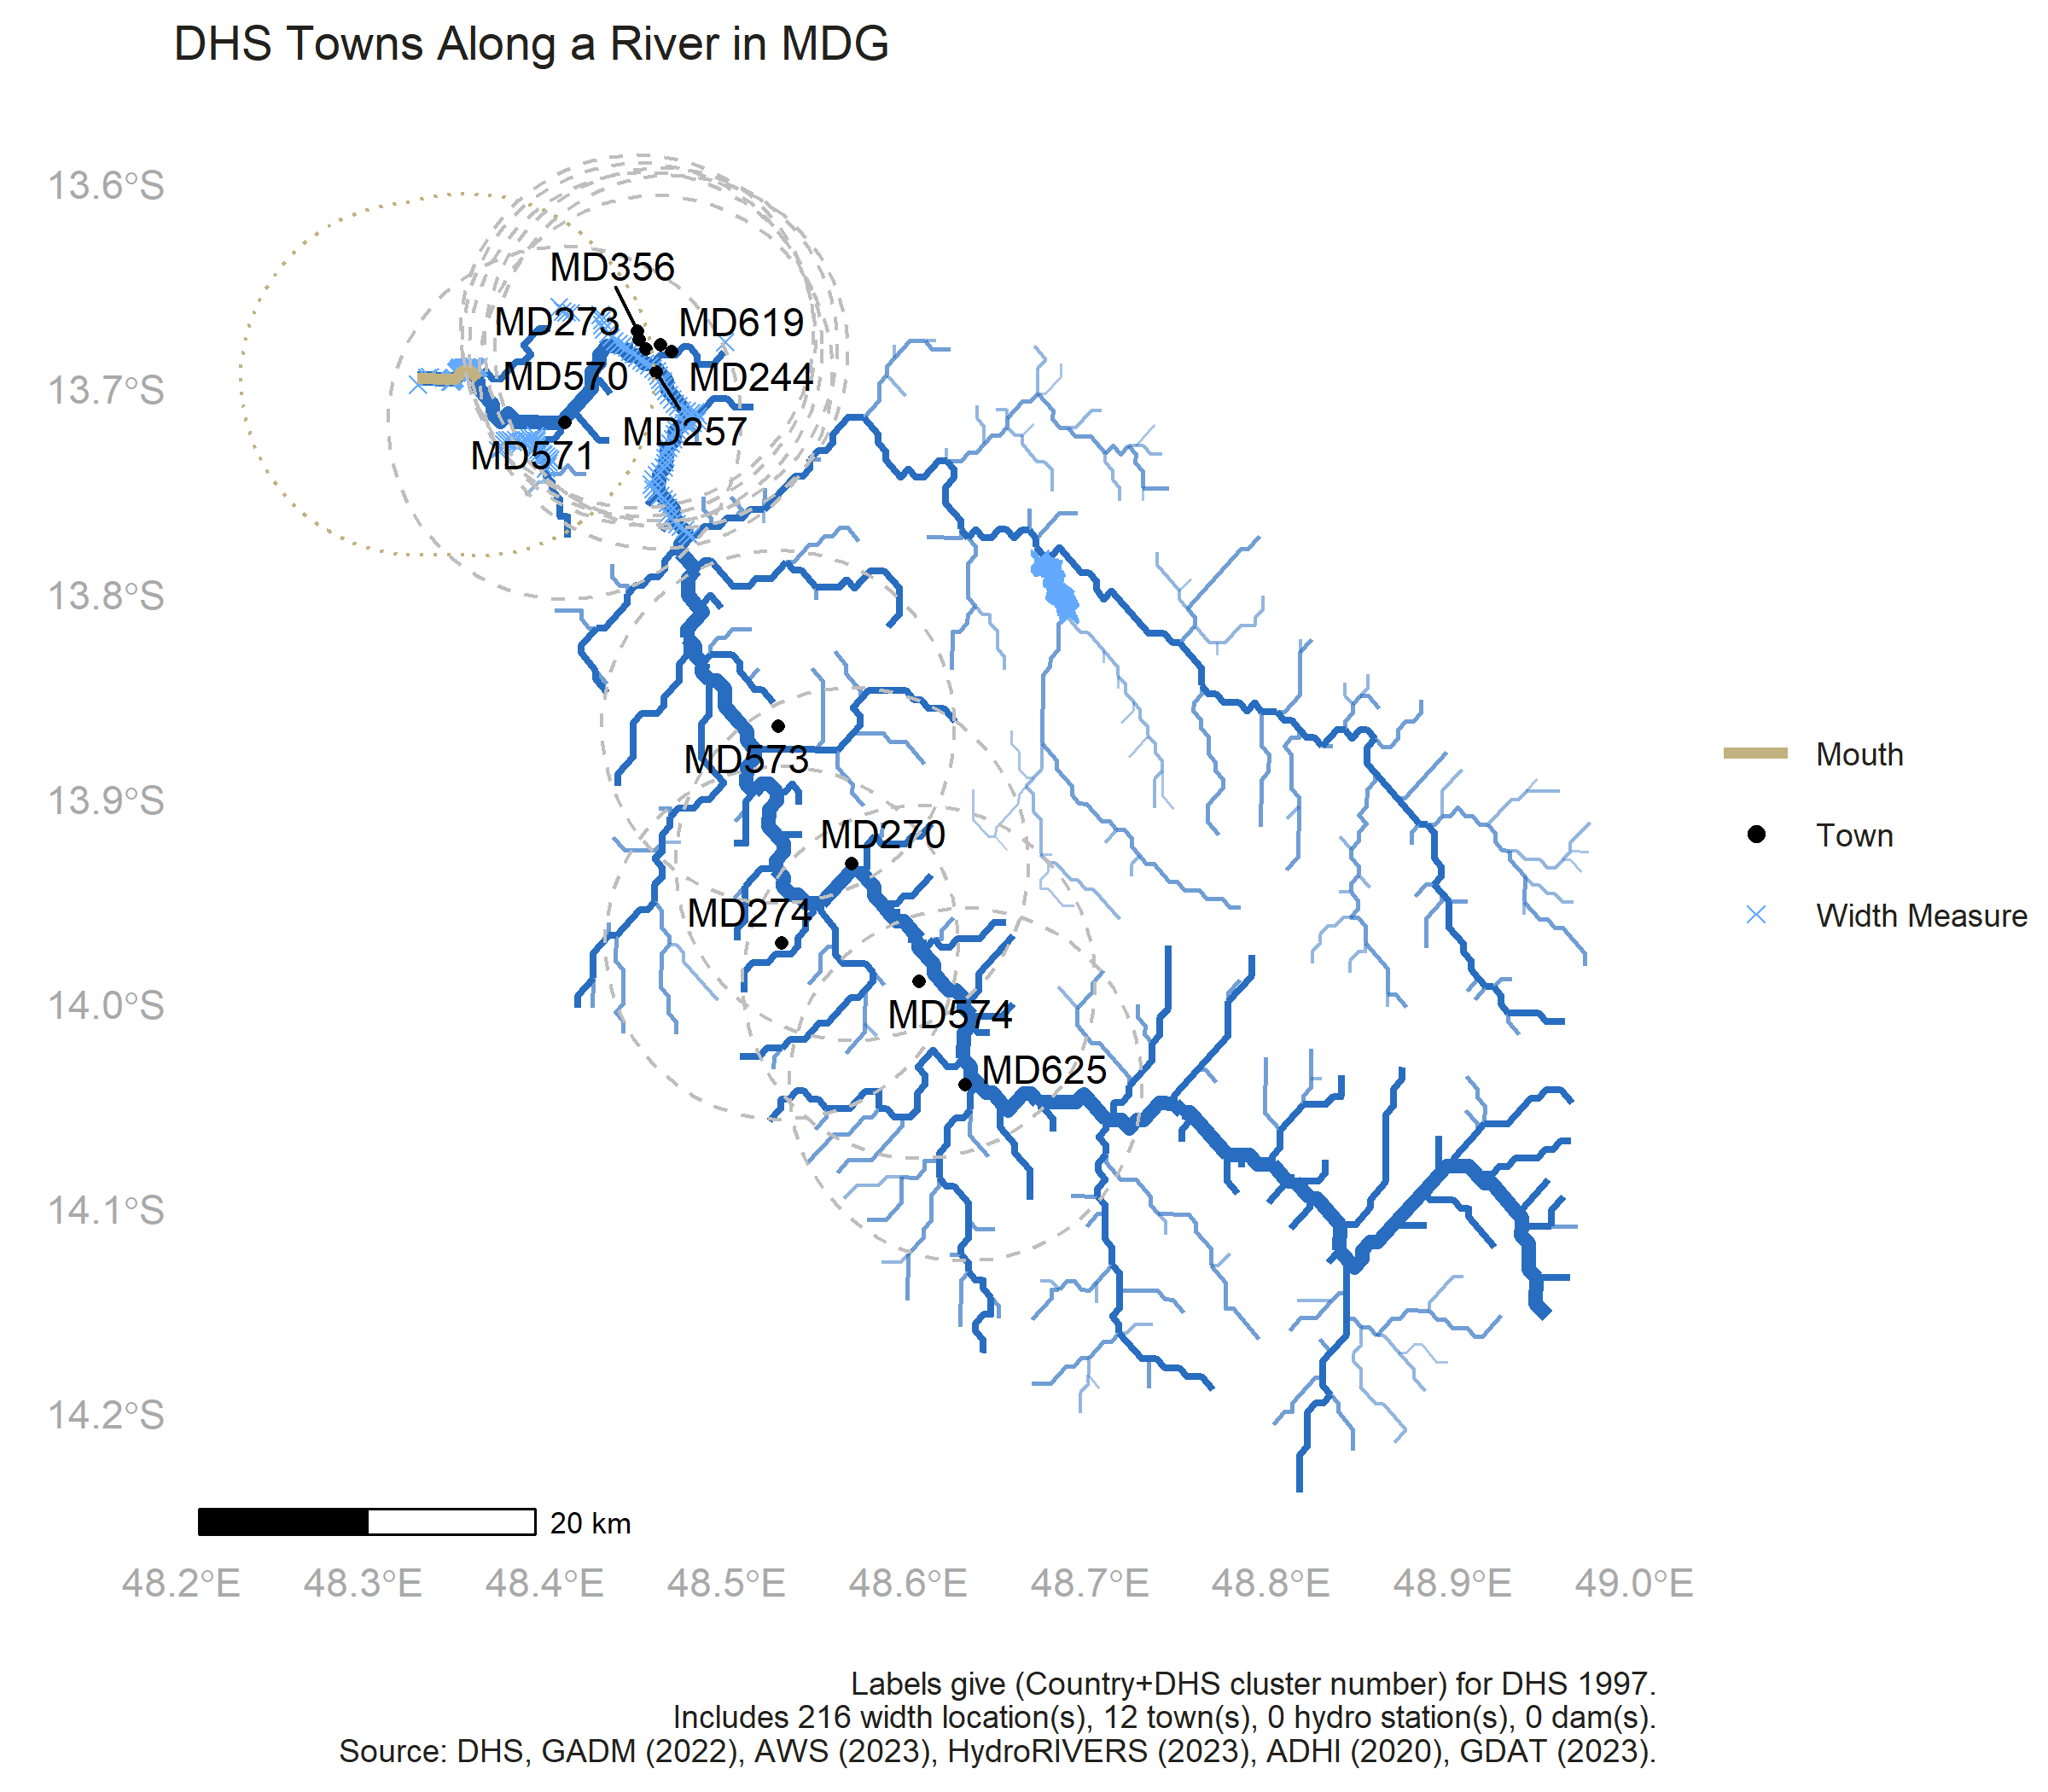 DHS Towns Along a River in MDG
13.6°S
13.7°S
13.8°S
13.9°S
14.0°S
14.1°S
14.2°S
MD356
MD273
MD619
MD570
MD244
MD257
MD571
MD573
MD270
MD274
MD574
MD625
Mouth
Town
Width Measure
20 km
48.2°E
48.3°E
48.4°E
48.5°E
48.6°E
48.7°E
48.8°E
48.9°E
49.0°E
Labels give (Country+DHS cluster number) for DHS 1997.
Includes 216 width location(s), 12 town(s), 0 hydro station(s), 0 dam(s).
Source: DHS, GADM (2022), AWS (2023), HydroRIVERS (2023), ADHI (2020), GDAT (2023).